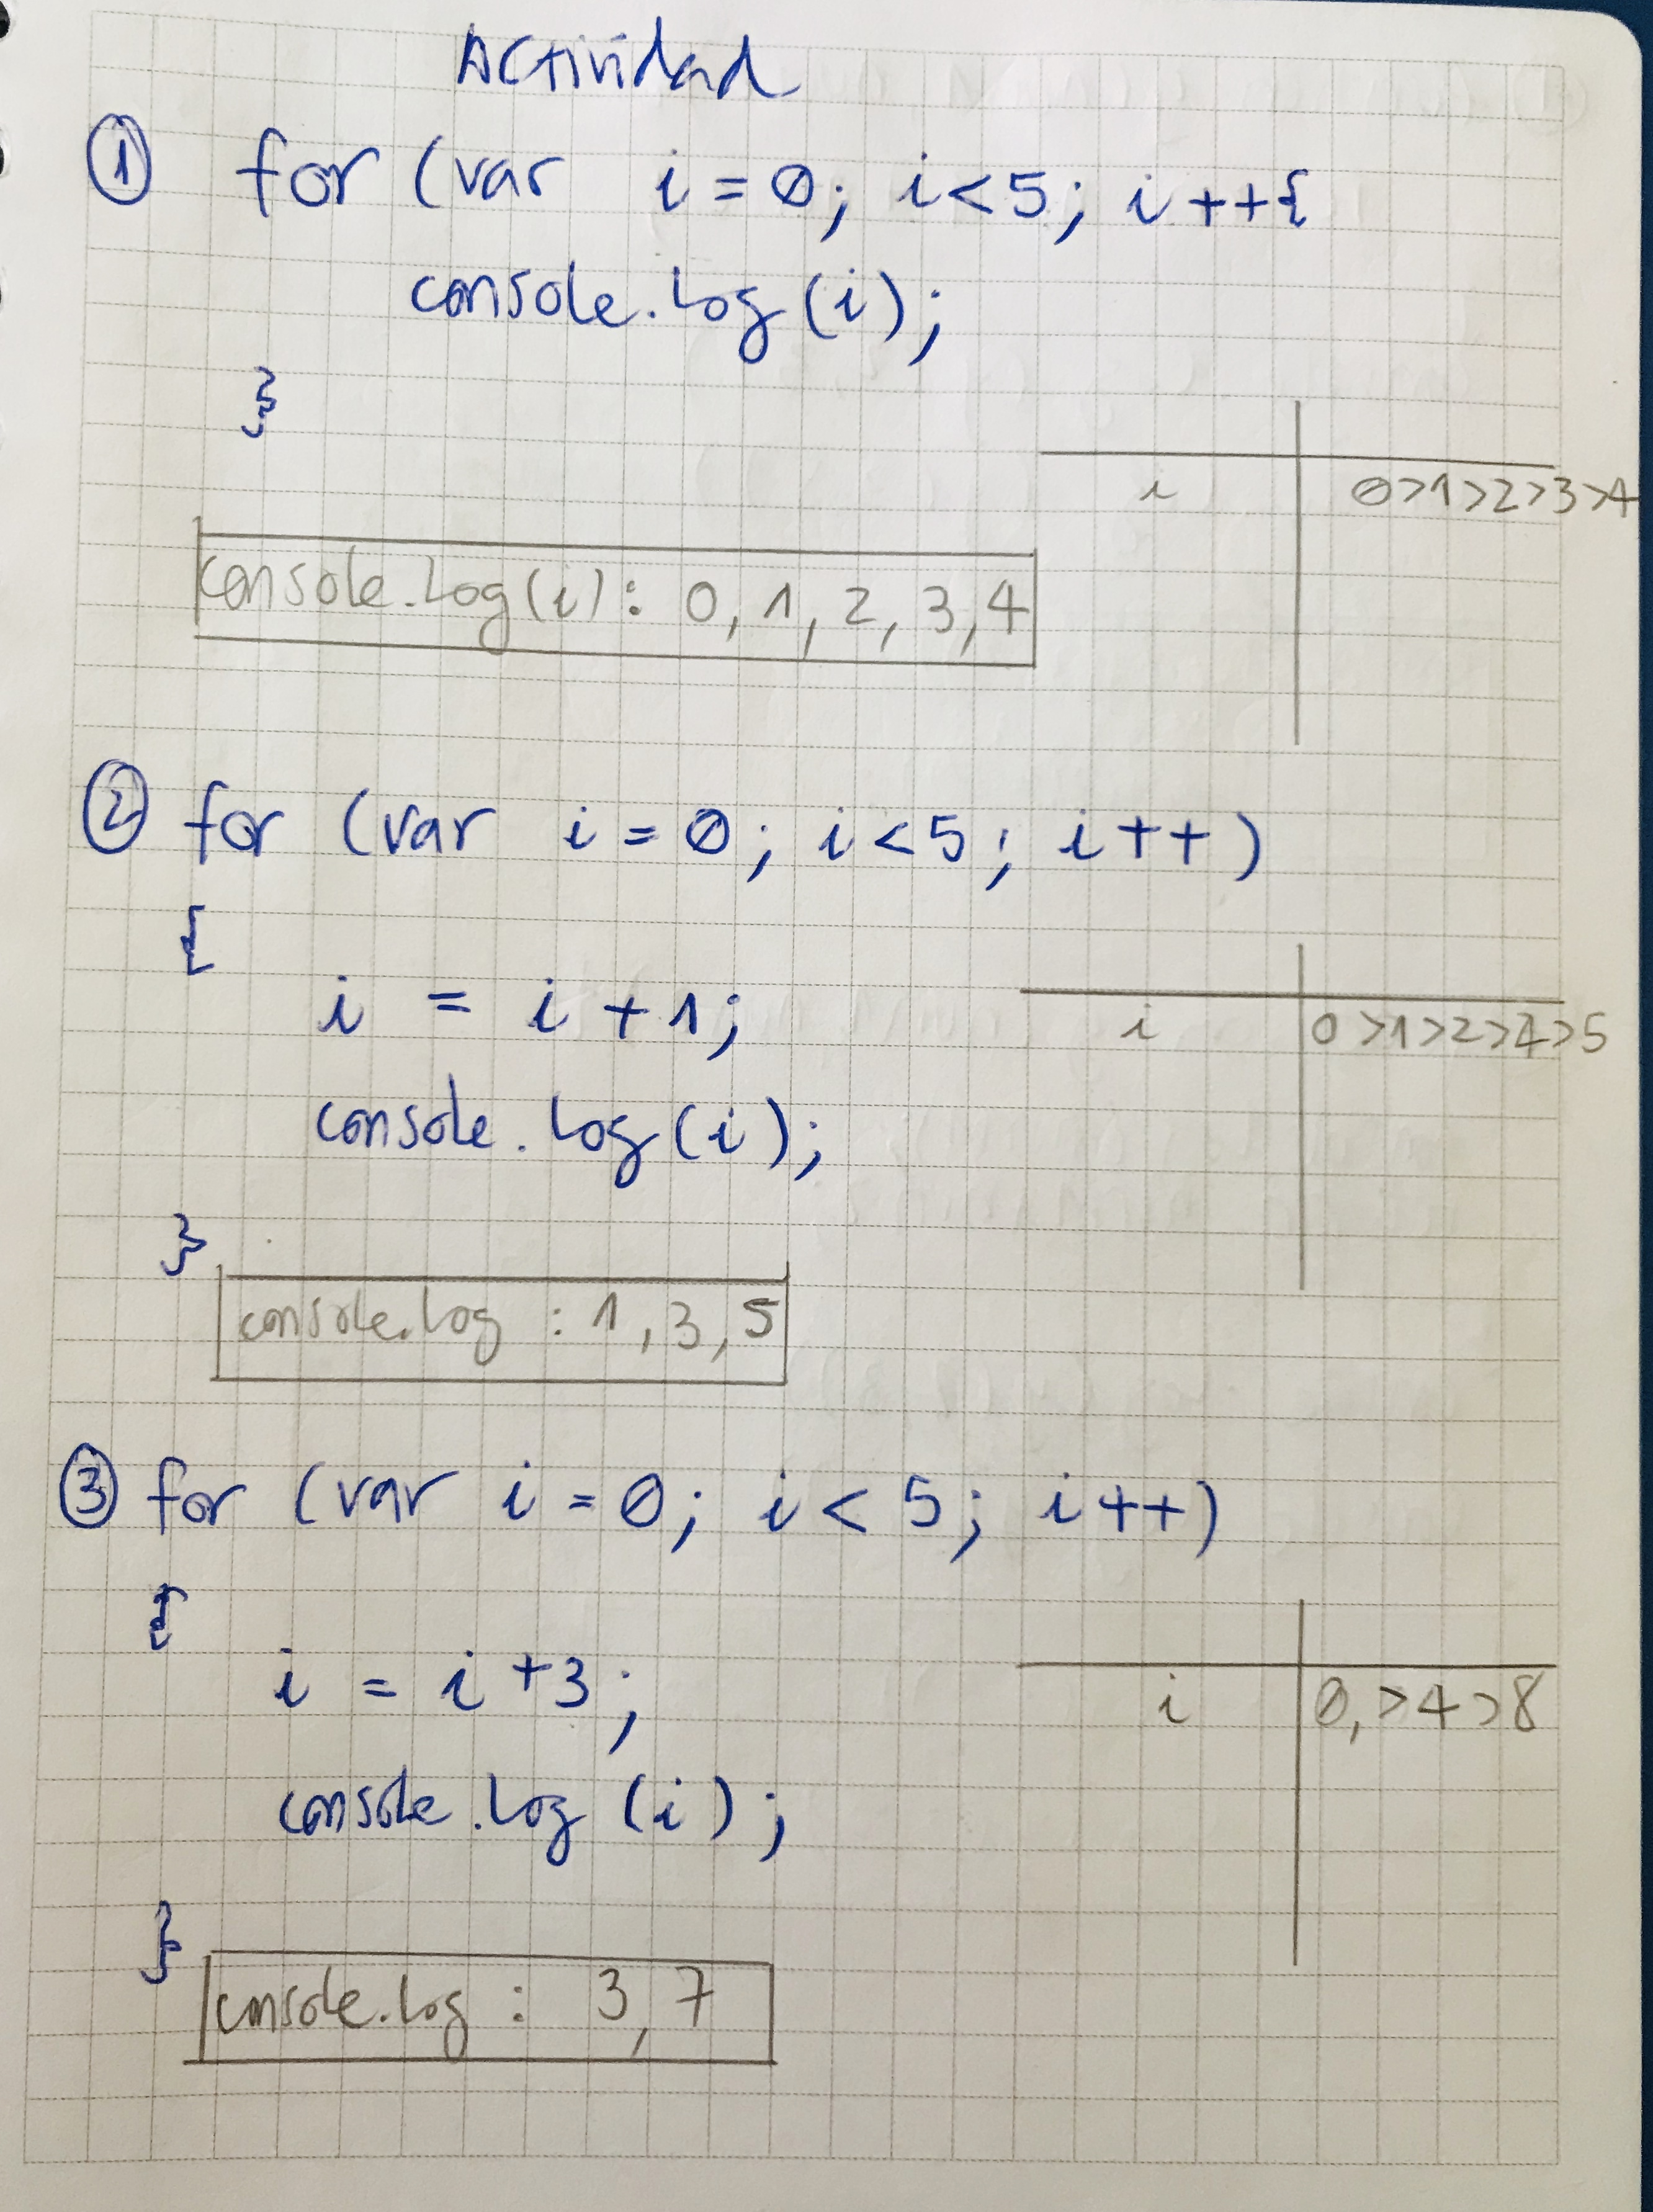 Actividad
① for (var i=0; i<5; i++{
console.log(i);
}
i 0>1>2>3>4
console.log(i): 0, 1, 2, 3, 4
② for (var i=0; i<5; i++)
{
i = i+1;
i 0>1>2>4>5
console.log(i);
}
console.log : 1, 3, 5
③ for (var i=0; i<5; i++)
{
i = i+3;
i 0,>4>8
console.log (i);
}
console.log : 3, 7